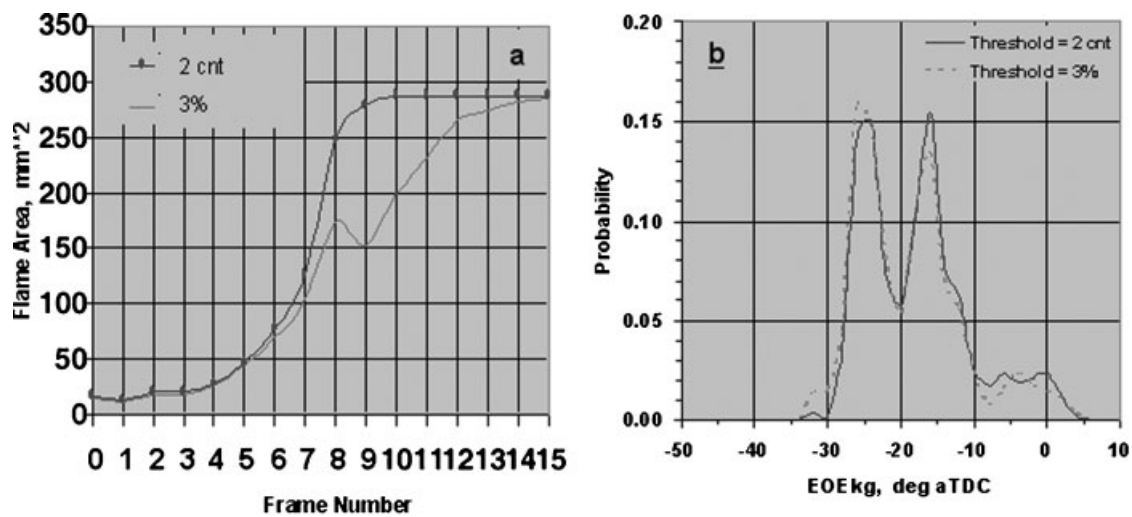 350
300
250
200
150
100
50
0
Flame Area, mm**2
2 cnt
3%
a
0 1 2 3 4 5 6 7 8 9 10 11 12 13 14 15
Frame Number
0.20
0.15
0.10
0.05
0.00
Probability
b
Threshold = 2 cnt
Threshold = 3%
-50 -40 -30 -20 -10 0 10
EOEkg, deg aTDC